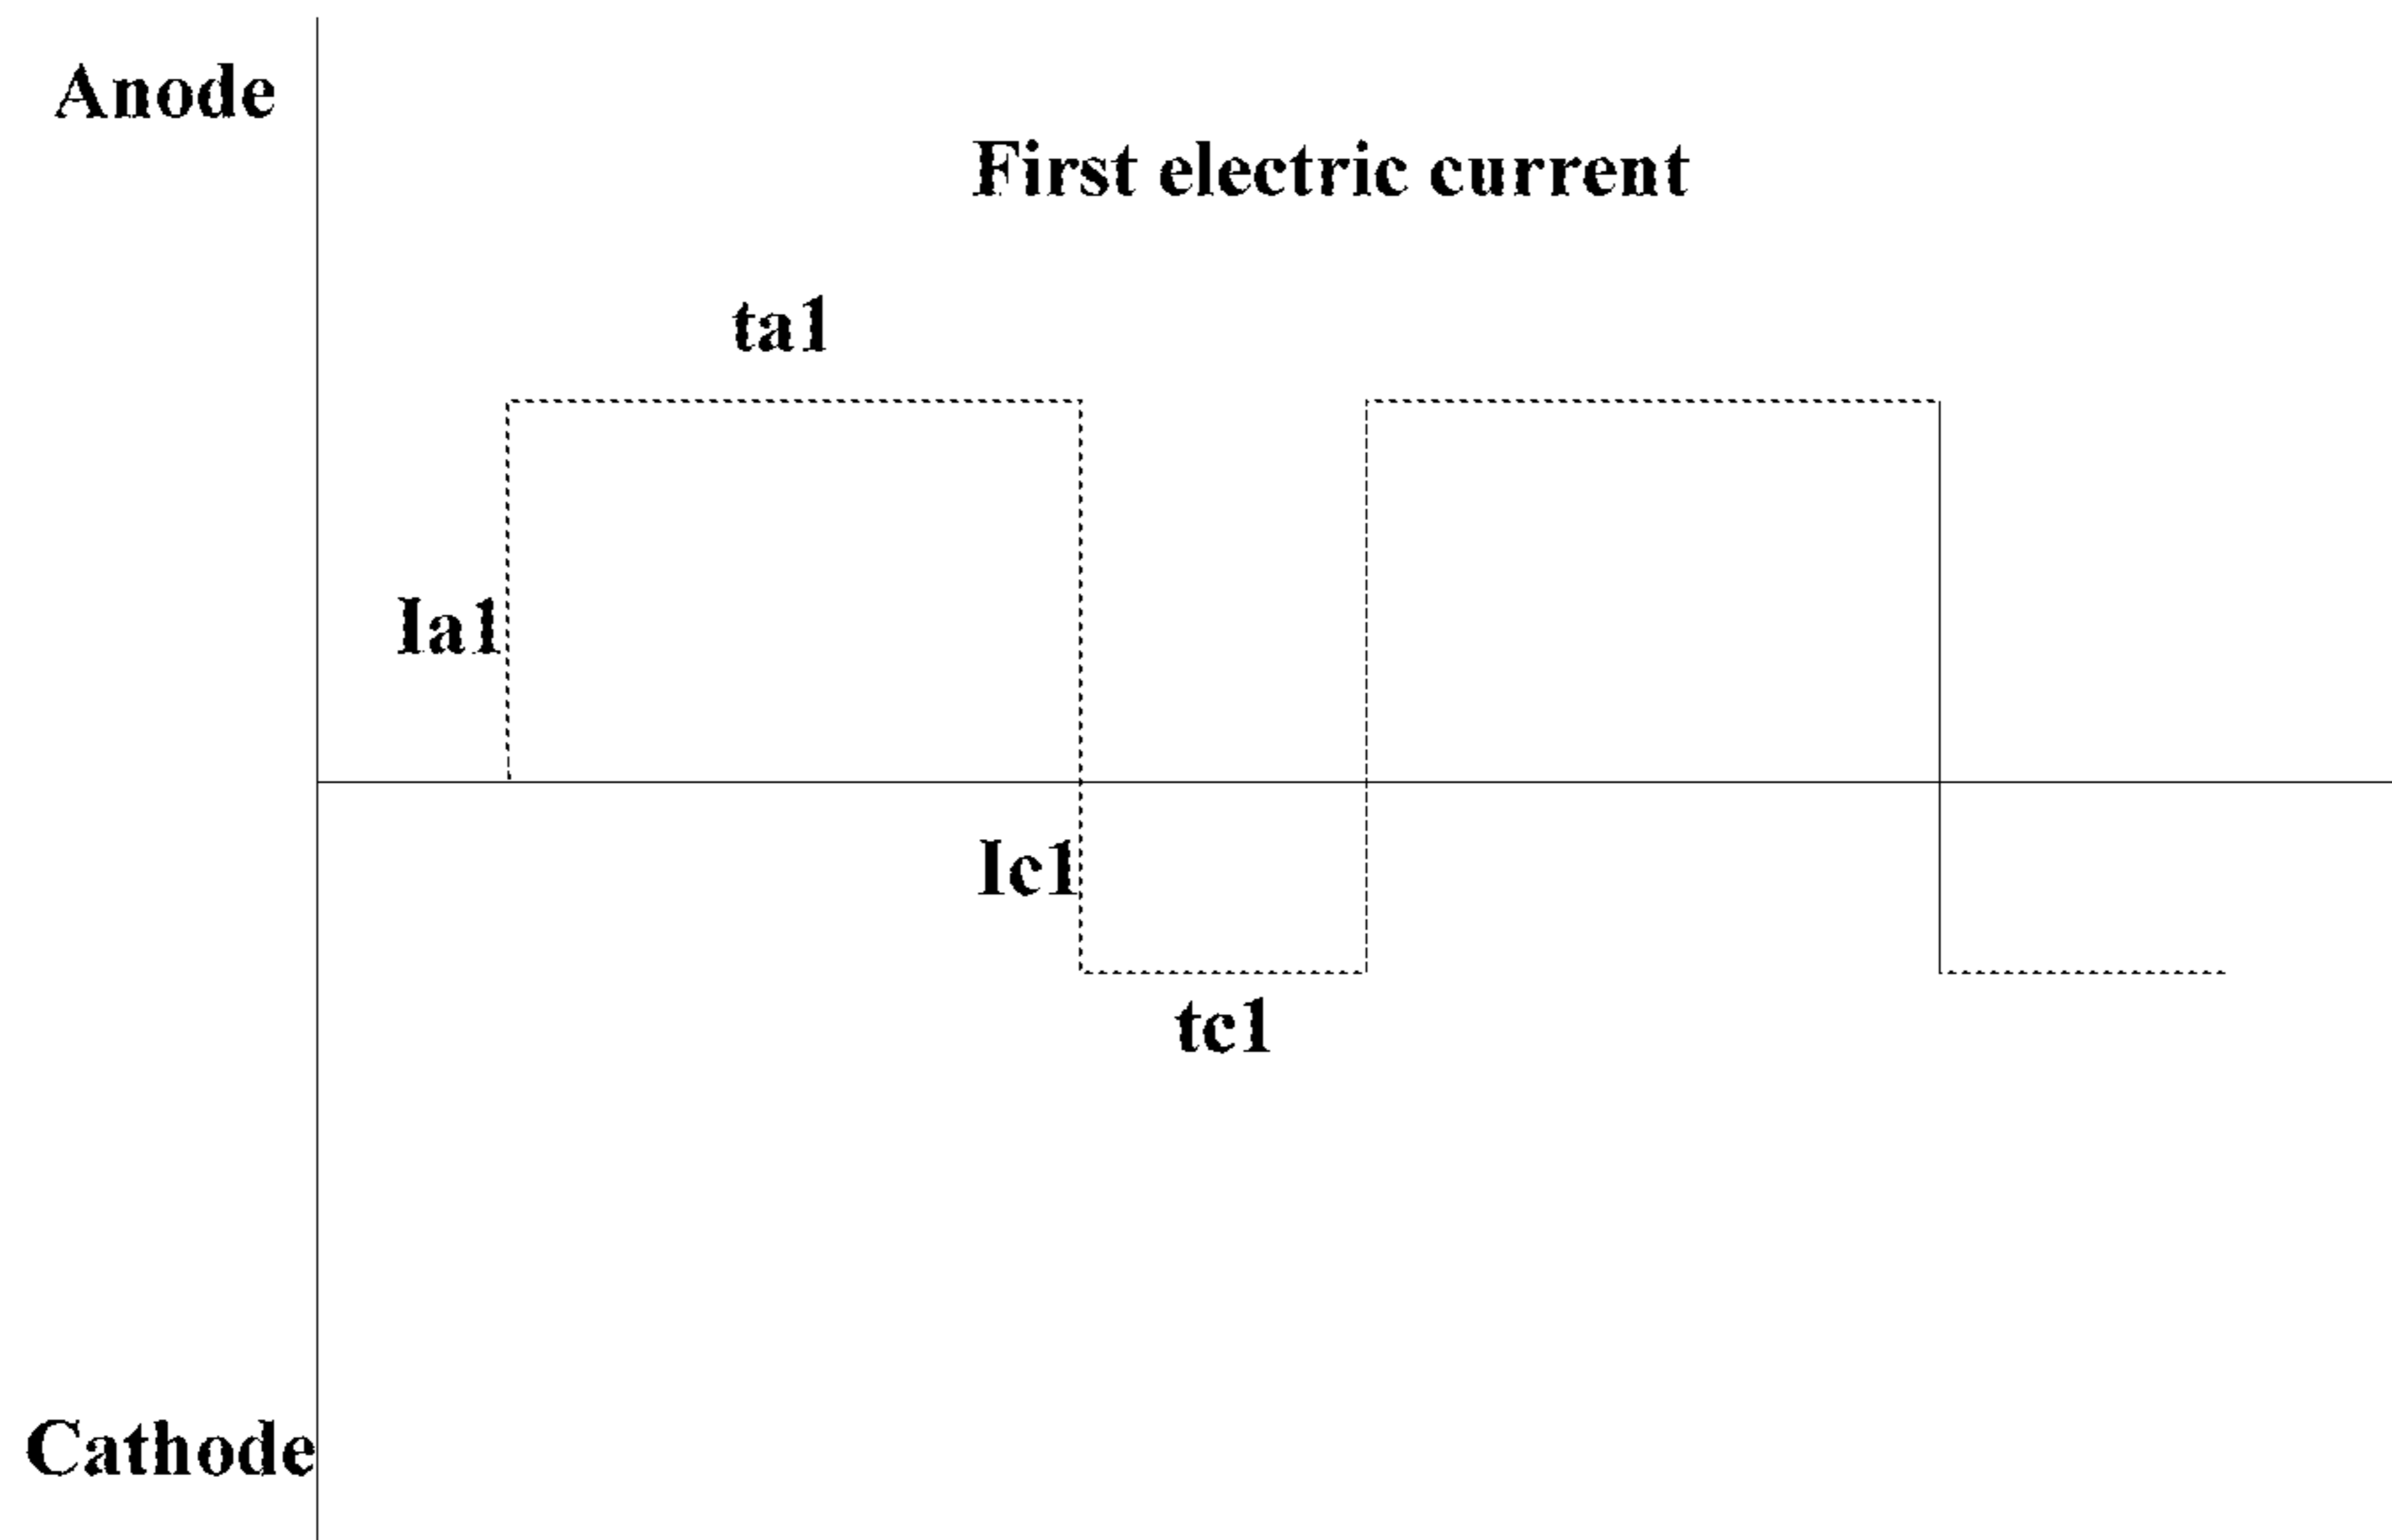 Anode
First electric current
ta1
Ia1
Ic1
tc1
Cathode